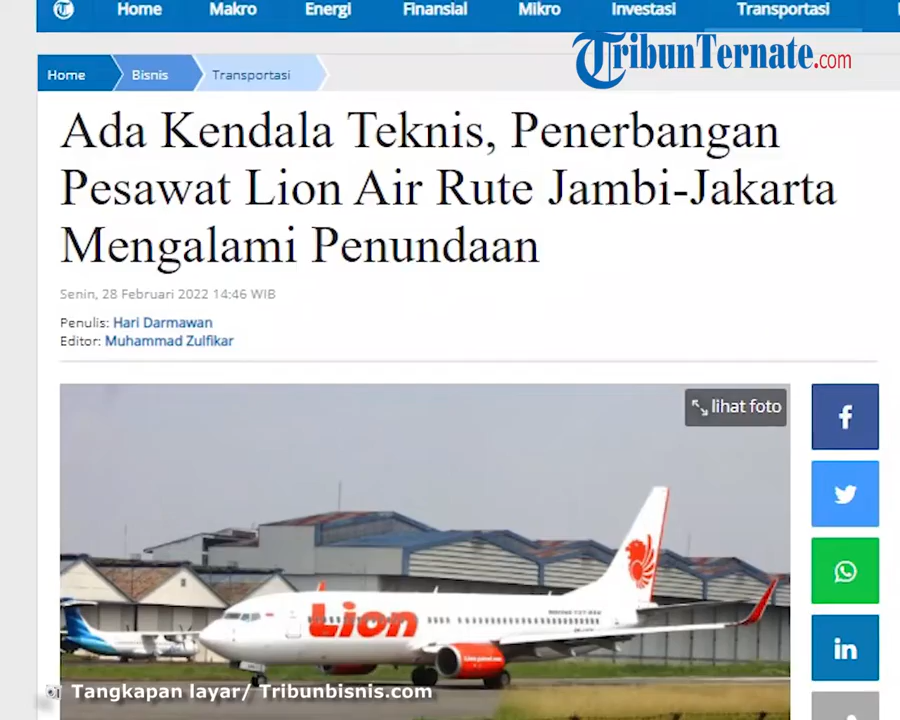 Home Makro Energi Finansial Mikro Investasi Transportasi
TribunTernate.com
Home Bisnis Transportasi
Ada Kendala Teknis, Penerbangan
Pesawat Lion Air Rute Jambi-Jakarta
Mengalami Penundaan
Senin, 28 Februari 2022 14:46 WIB
Penulis: Hari Darmawan
Editor: Muhammad Zulfikar
lihat foto
Lion
Tangkapan layar/ Tribunbisnis.com